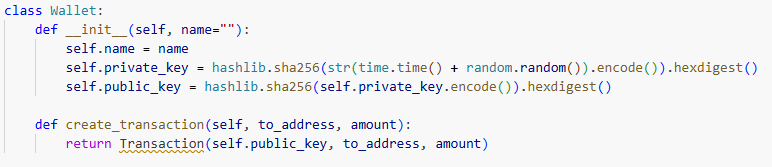 class Wallet:
    def __init__(self, name=""):
        self.name = name
        self.private_key = hashlib.sha256(str(time.time() + random.random()).encode()).hexdigest()
        self.public_key = hashlib.sha256(self.private_key.encode()).hexdigest()
    def create_transaction(self, to_address, amount):
        return Transaction(self.public_key, to_address, amount)